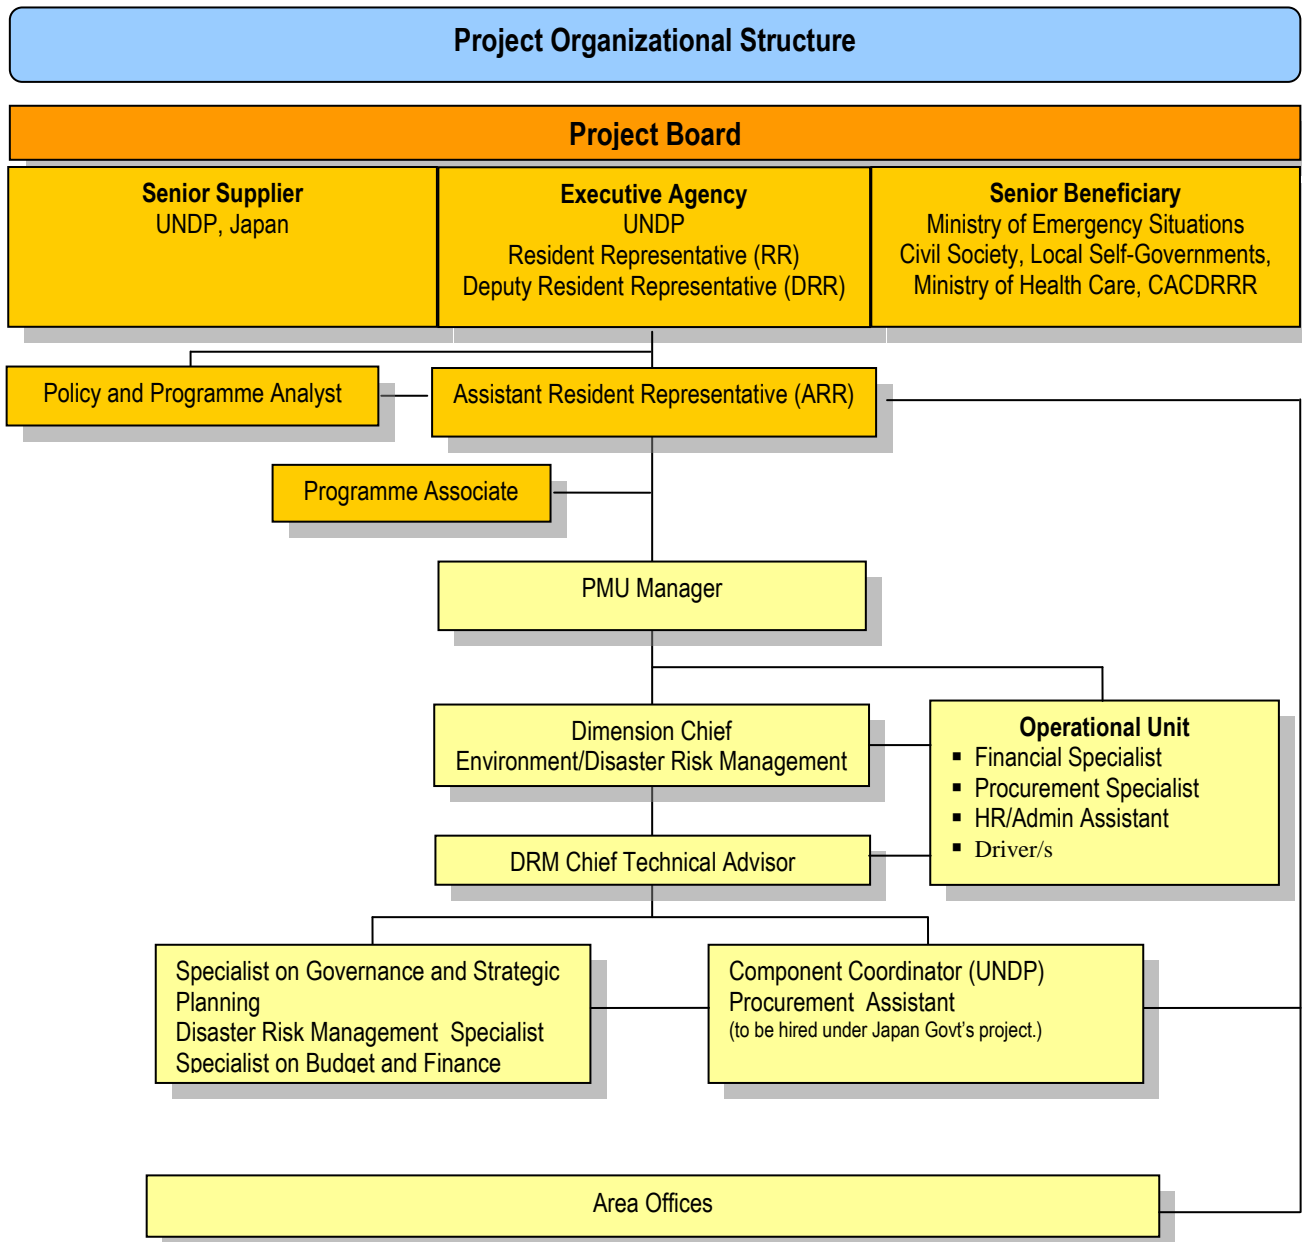 Project Organizational Structure
Project Board
Senior Supplier
UNDP, Japan
Executive Agency
UNDP
Resident Representative (RR)
Deputy Resident Representative (DRR)
Senior Beneficiary
Ministry of Emergency Situations
Civil Society, Local Self-Governments,
Ministry of Health Care, CACDRRR
Policy and Programme Analyst
Assistant Resident Representative (ARR)
Programme Associate
PMU Manager
Dimension Chief
Environment/Disaster Risk Management
Operational Unit
▪ Financial Specialist
▪ Procurement Specialist
▪ HR/Admin Assistant
▪ Driver/s
DRM Chief Technical Advisor
Specialist on Governance and Strategic
Planning
Disaster Risk Management Specialist
Specialist on Budget and Finance
Component Coordinator (UNDP)
Procurement Assistant
(to be hired under Japan Govt's project.)
Area Offices